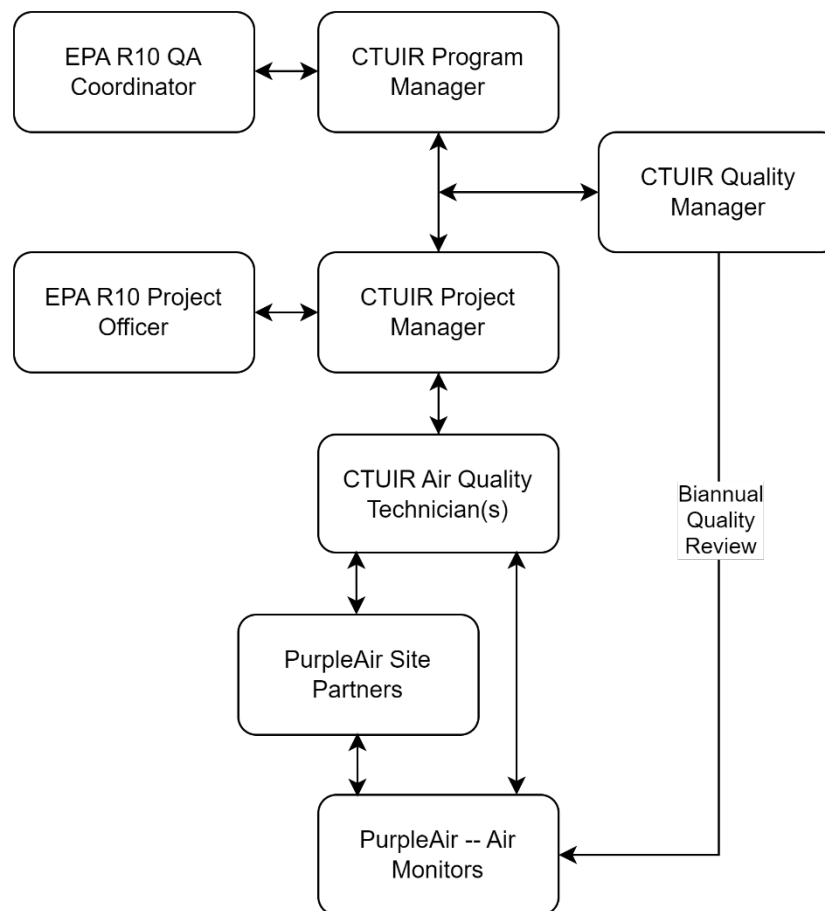 EPA R10 QA
Coordinator
CTUIR Program
Manager
CTUIR Quality
Manager
EPA R10 Project
Officer
CTUIR Project
Manager
CTUIR Air Quality
Technician(s)
Biannual
Quality
Review
PurpleAir Site
Partners
PurpleAir -- Air
Monitors